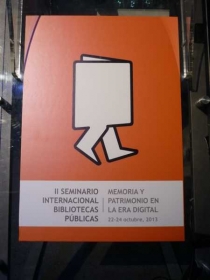 II SEMINARIO
INTERNACIONAL
BIBLIOTECAS
PÚBLICAS
MEMORIA Y
PATRIMONIO EN
LA ERA DIGITAL
23-24 octubre, 2013